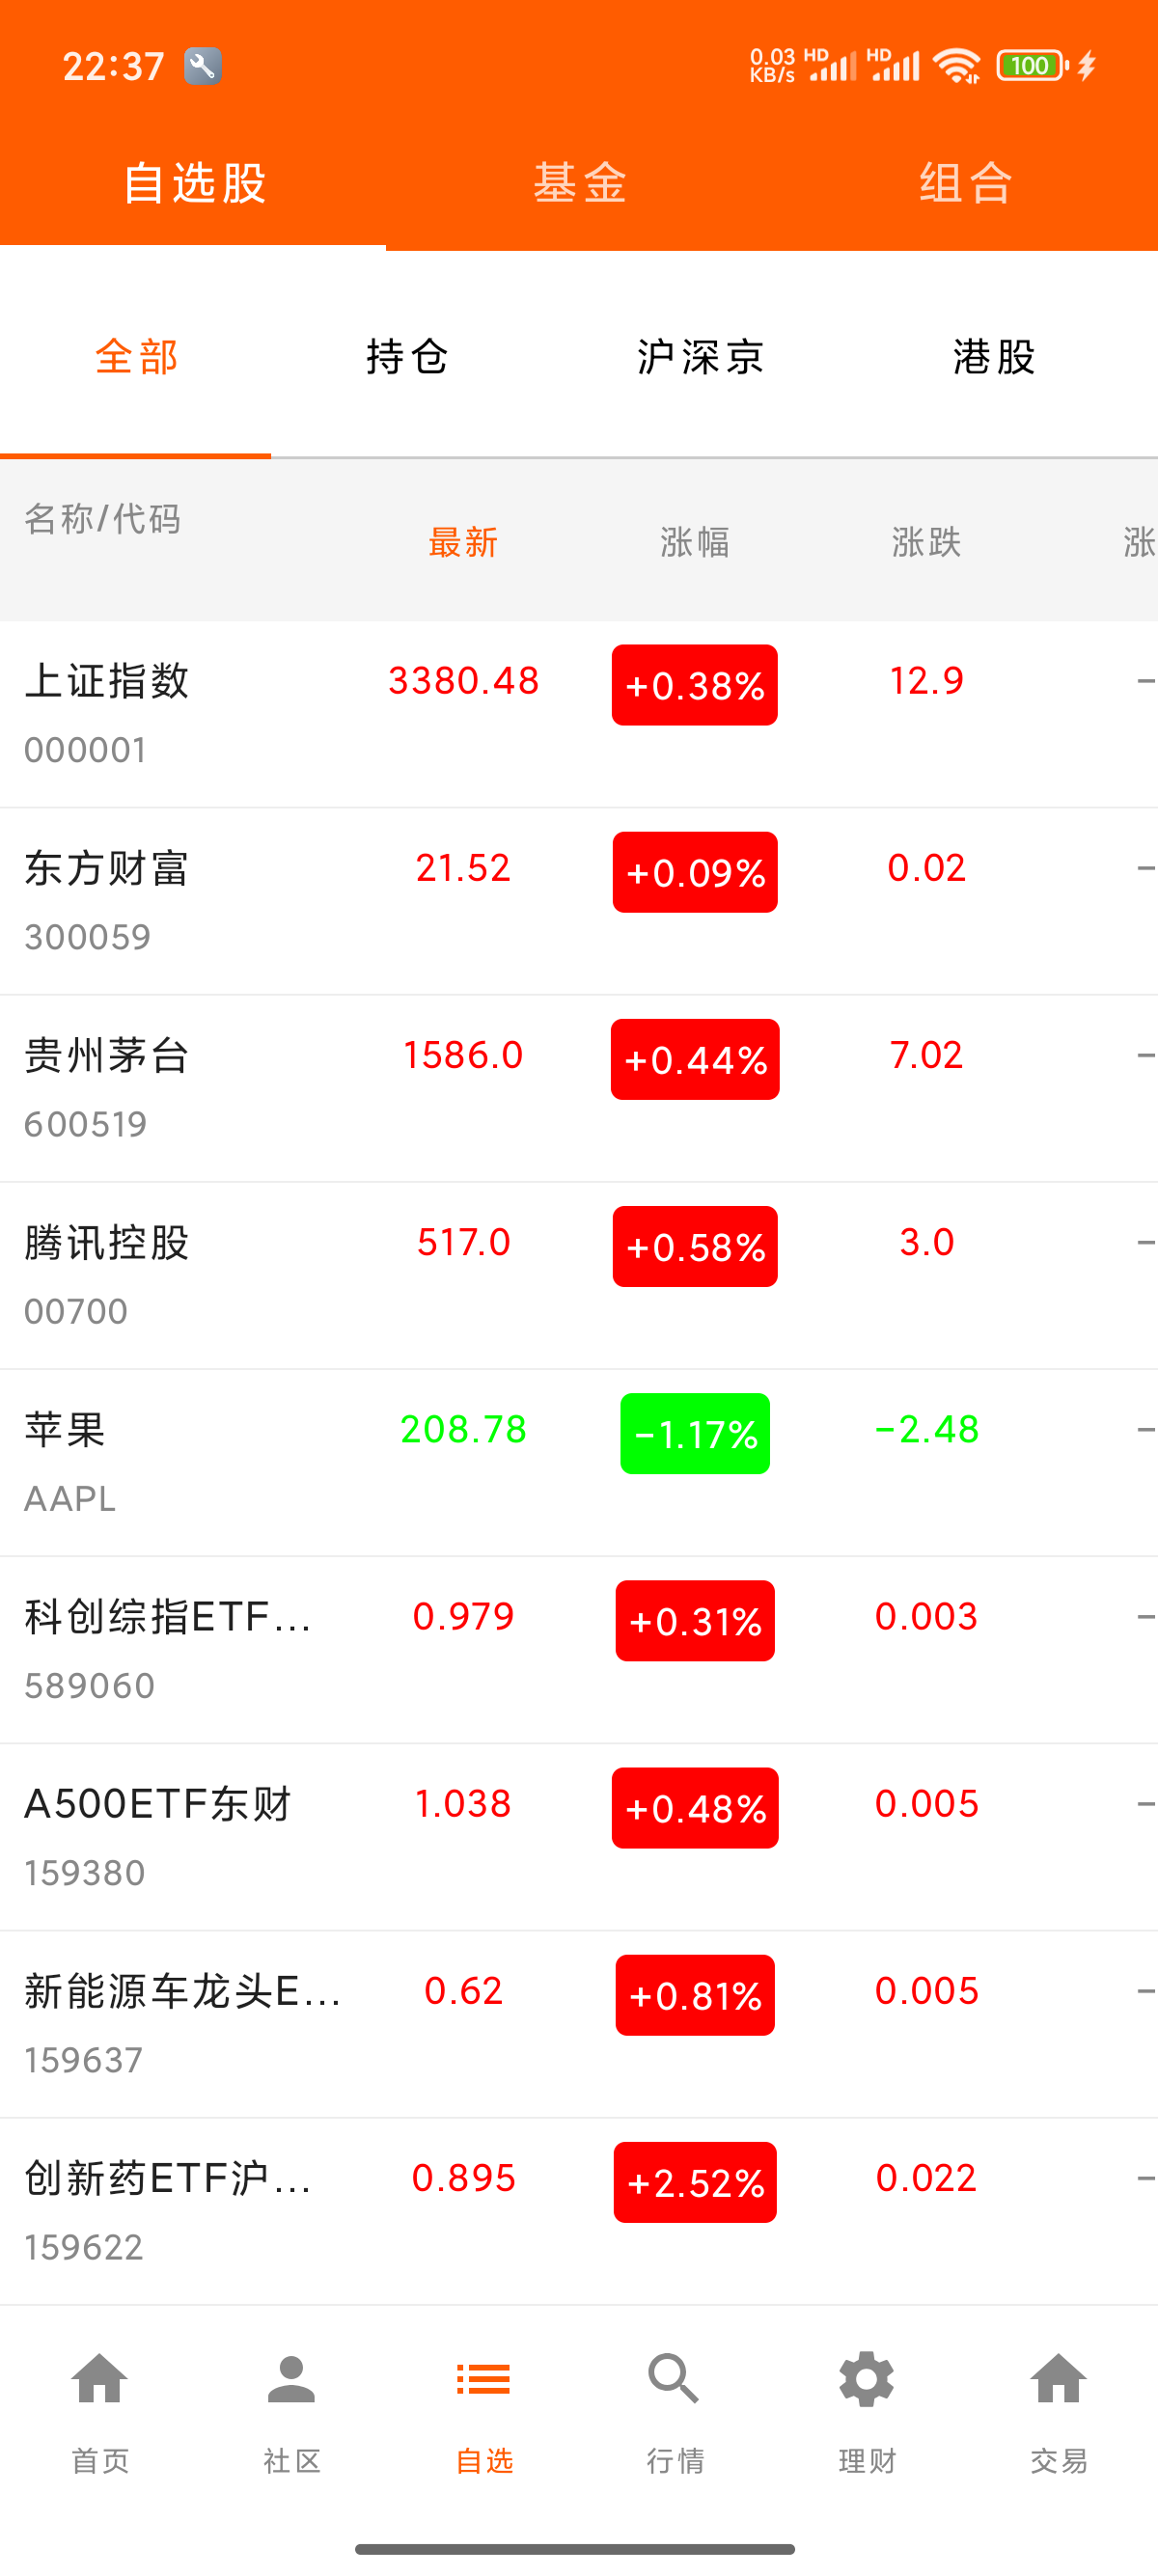 22:37 0.03 KB/s HD HD 100
自选股 基金 组合
全部 持仓 沪深京 港股
名称/代码 最新 涨幅 涨跌 涨
上证指数 3380.48 +0.38% 12.9 -
000001
东方财富 21.52 +0.09% 0.02 -
300059
贵州茅台 1586.0 +0.44% 7.02 -
600519
腾讯控股 517.0 +0.58% 3.0 -
00700
苹果 208.78 -1.17% -2.48 -
AAPL
科创综指ETF... 0.979 +0.31% 0.003 -
589060
A500ETF东财 1.038 +0.48% 0.005 -
159380
新能源车龙头E... 0.62 +0.81% 0.005 -
159637
创新药ETF沪... 0.895 +2.52% 0.022 -
159622
首页 社区 自选 行情 理财 交易